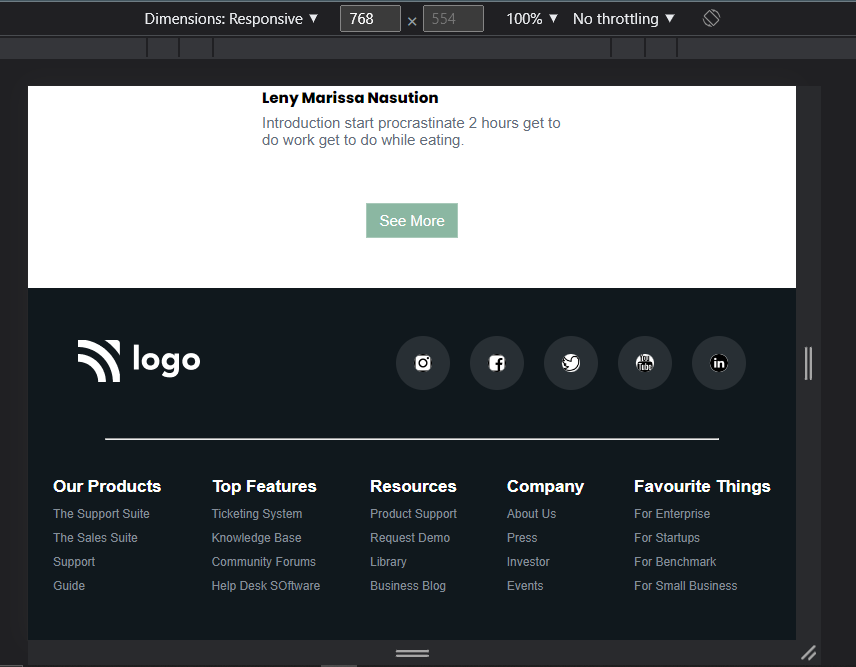 Dimensions: Responsive ▼ 768 × 554 100% ▼ No throttling ▼
Leny Marissa Nasution
Introduction start procrastinate 2 hours get to
do work get to do while eating.
See More
logo
You
Tube
in
Our Products Top Features Resources Company Favourite Things
The Support Suite Ticketing System Product Support About Us For Enterprise
The Sales Suite Knowledge Base Request Demo Press For Startups
Support Community Forums Library Investor For Benchmark
Guide Help Desk SOftware Business Blog Events For Small Business